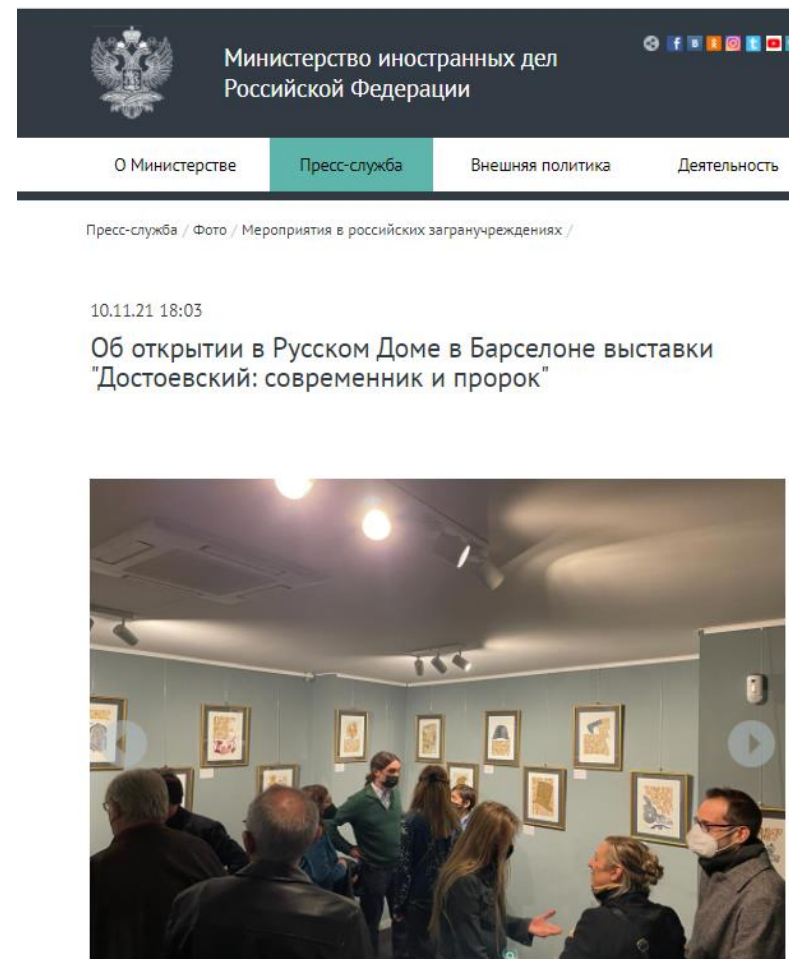 Министерство иностранных дел
Российской Федерации
О Министерстве
Пресс-служба
Внешняя политика
Деятельность
Пресс-служба / Фото / Мероприятия в российских загранучреждениях /
10.11.21 18:03
Об открытии в Русском Доме в Барселоне выставки
"Достоевский: современник и пророк"